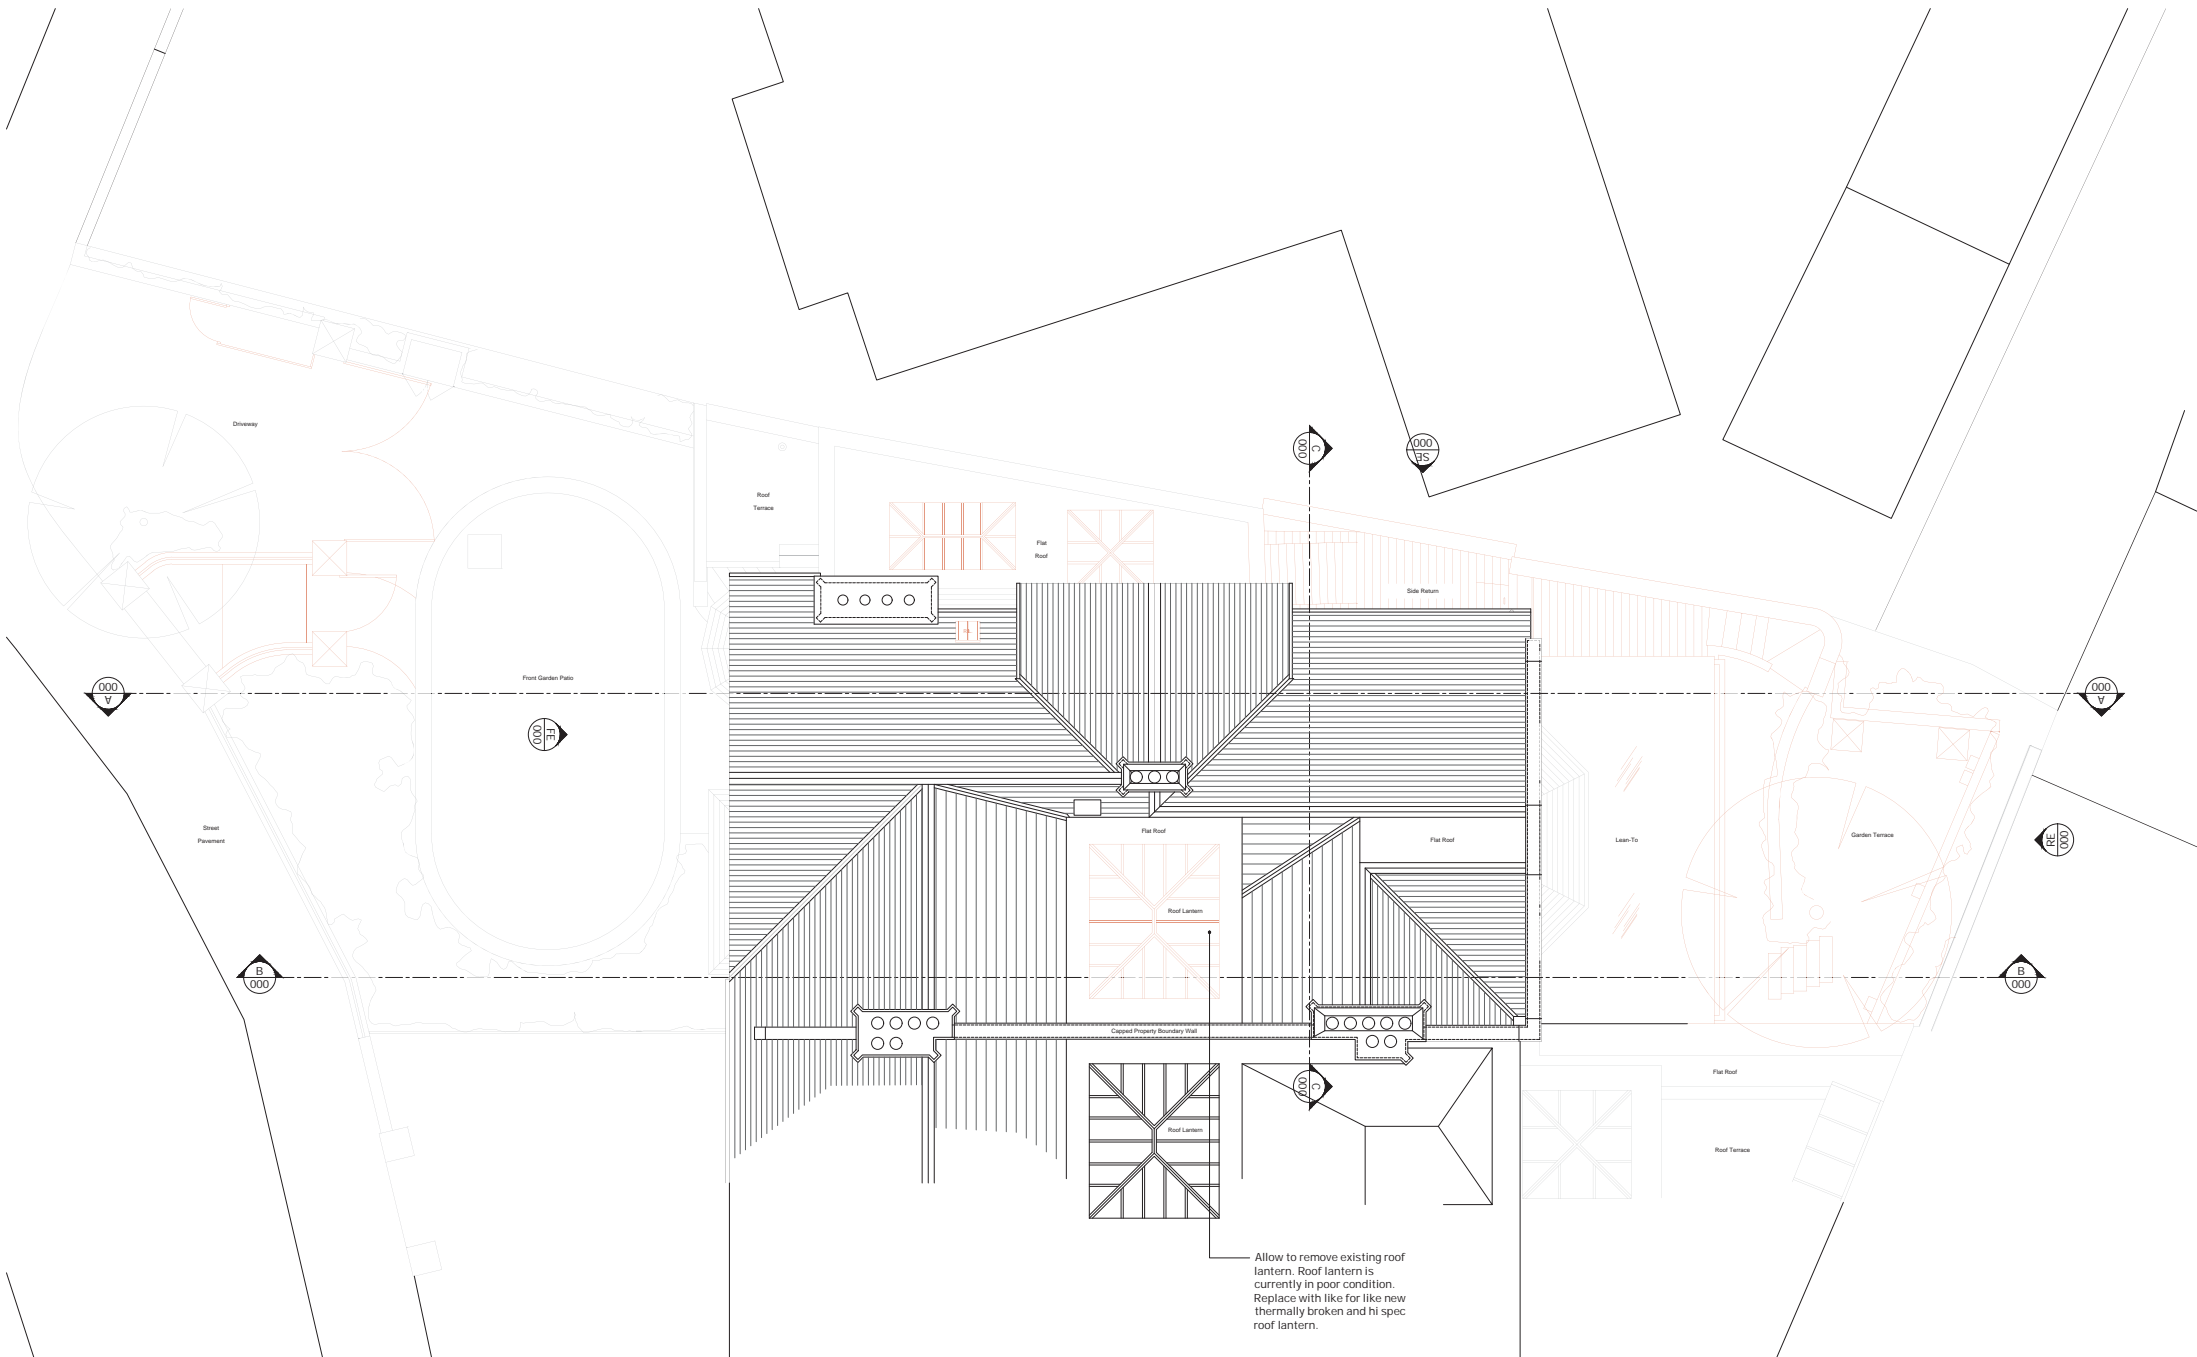 Driveway
C
000
000
SE
Roof
Terrace
Flat
Roof
Side Return
Front Garden Patio
000
A
000
A
FE
000
Street
Pavement
Flat Roof
Flat Roof
Lean-To
Garden Terrace
RE
000
Roof Lantern
B
000
B
000
Capped Property Boundary Wall
C
000
Flat Roof
Roof Lantern
Roof Terrace
Allow to remove existing roof
lantern. Roof lantern is
currently in poor condition.
Replace with like for like new
thermally broken and hi spec
roof lantern.